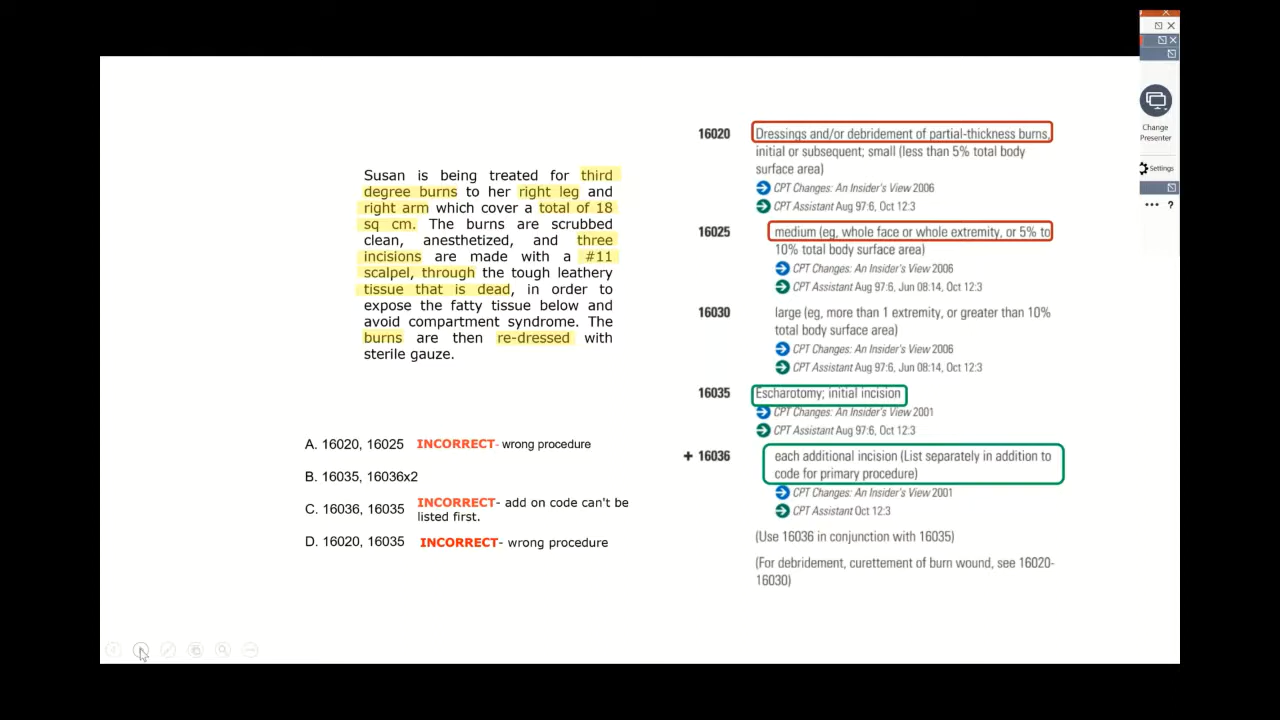 Susan is being treated for third
degree burns to her right leg and
right arm which cover a total of 18
sq cm. The burns are scrubbed
clean, anesthetized, and three
incisions are made with a #11
scalpel, through the tough leathery
tissue that is dead, in order to
expose the fatty tissue below and
avoid compartment syndrome. The
burns are then re-dressed with
sterile gauze.
A. 16020, 16025 INCORRECT- wrong procedure
B. 16035, 16036x2
C. 16036, 16035 INCORRECT- add on code can't be
listed first.
D. 16020, 16035 INCORRECT- wrong procedure
16020 Dressings and/or debridement of partial-thickness burns,
initial or subsequent; small (less than 5% total body
surface area)
CPT Changes: An Insider's View 2006
CPT Assistant Aug 97:6, Oct 12:3
16025 medium (eg, whole face or whole extremity, or 5% to
10% total body surface area)
CPT Changes: An Insider's View 2006
CPT Assistant Aug 97:6, Jun 08:14, Oct 12:3
16030 large (eg, more than 1 extremity, or greater than 10%
total body surface area)
CPT Changes: An Insider's View 2006
CPT Assistant Aug 97:6, Jun 08:14, Oct 12:3
16035 Escharotomy; initial incision
CPT Changes: An Insider's View 2001
CPT Assistant Aug 97:6, Oct 12:3
+ 16036 each additional incision (List separately in addition to
code for primary procedure)
CPT Changes: An Insider's View 2001
CPT Assistant Oct 12:3
(Use 16036 in conjunction with 16035)
(For debridement, curettement of burn wound, see 16020-
16030)
Change
Presenter
Settings
... ?